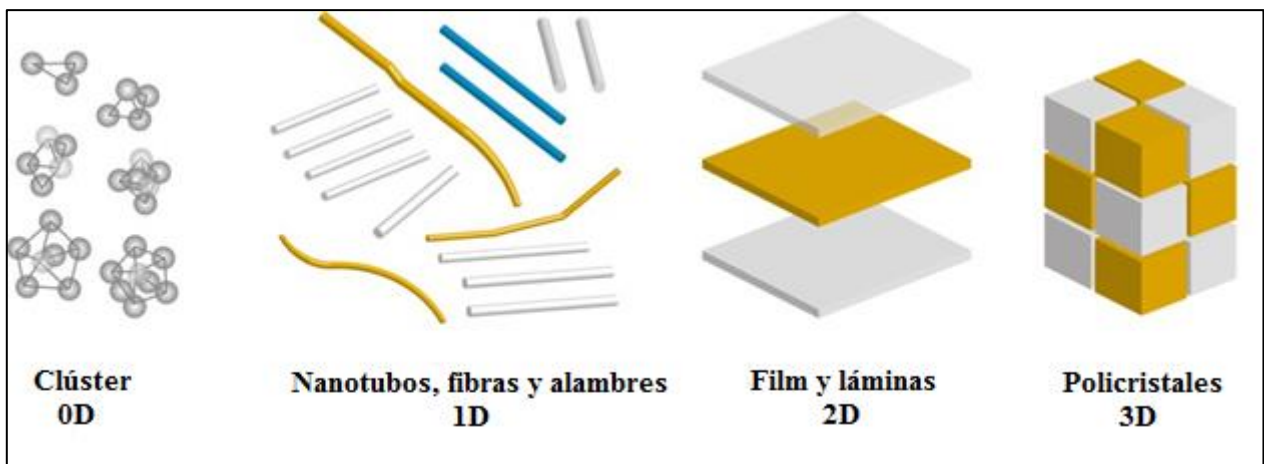 Clúster
0D
Nanotubos, fibras y alambres
1D
Film y láminas
2D
Policristales
3D